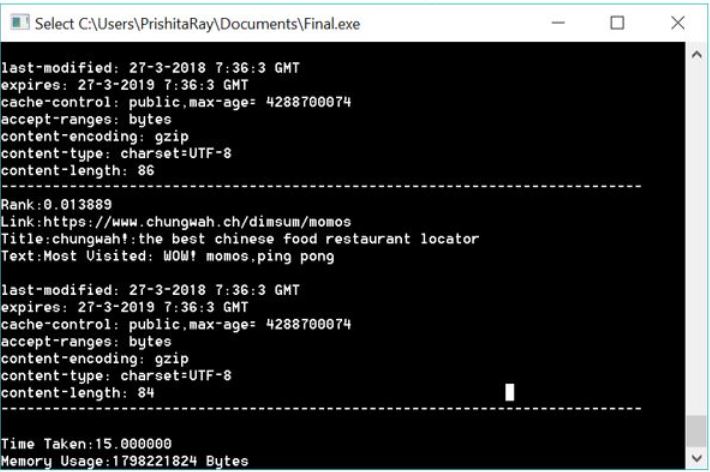 Select C:\Users\PrishitaRay\Documents\Final.exe
last-modified: 27-3-2018 7:36:3 GMT
expires: 27-3-2019 7:36:3 GMT
cache-control: public,max-age= 4288700074
accept-ranges: bytes
content-encoding: gzip
content-type: charset=UTF-8
content-length: 86
--------------------------------------------------------------------------------
Rank:0.013889
Link:https://www.chungwah.ch/dimsum/momos
Title:chungwah!:the best chinese food restaurant locator
Text:Most Visited: WOW! momos,ping pong
last-modified: 27-3-2018 7:36:3 GMT
expires: 27-3-2019 7:36:3 GMT
cache-control: public,max-age= 4288700074
accept-ranges: bytes
content-encoding: gzip
content-type: charset=UTF-8
content-length: 84
--------------------------------------------------------------------------------
Time Taken:15.000000
Memory Usage:1798221824 Bytes